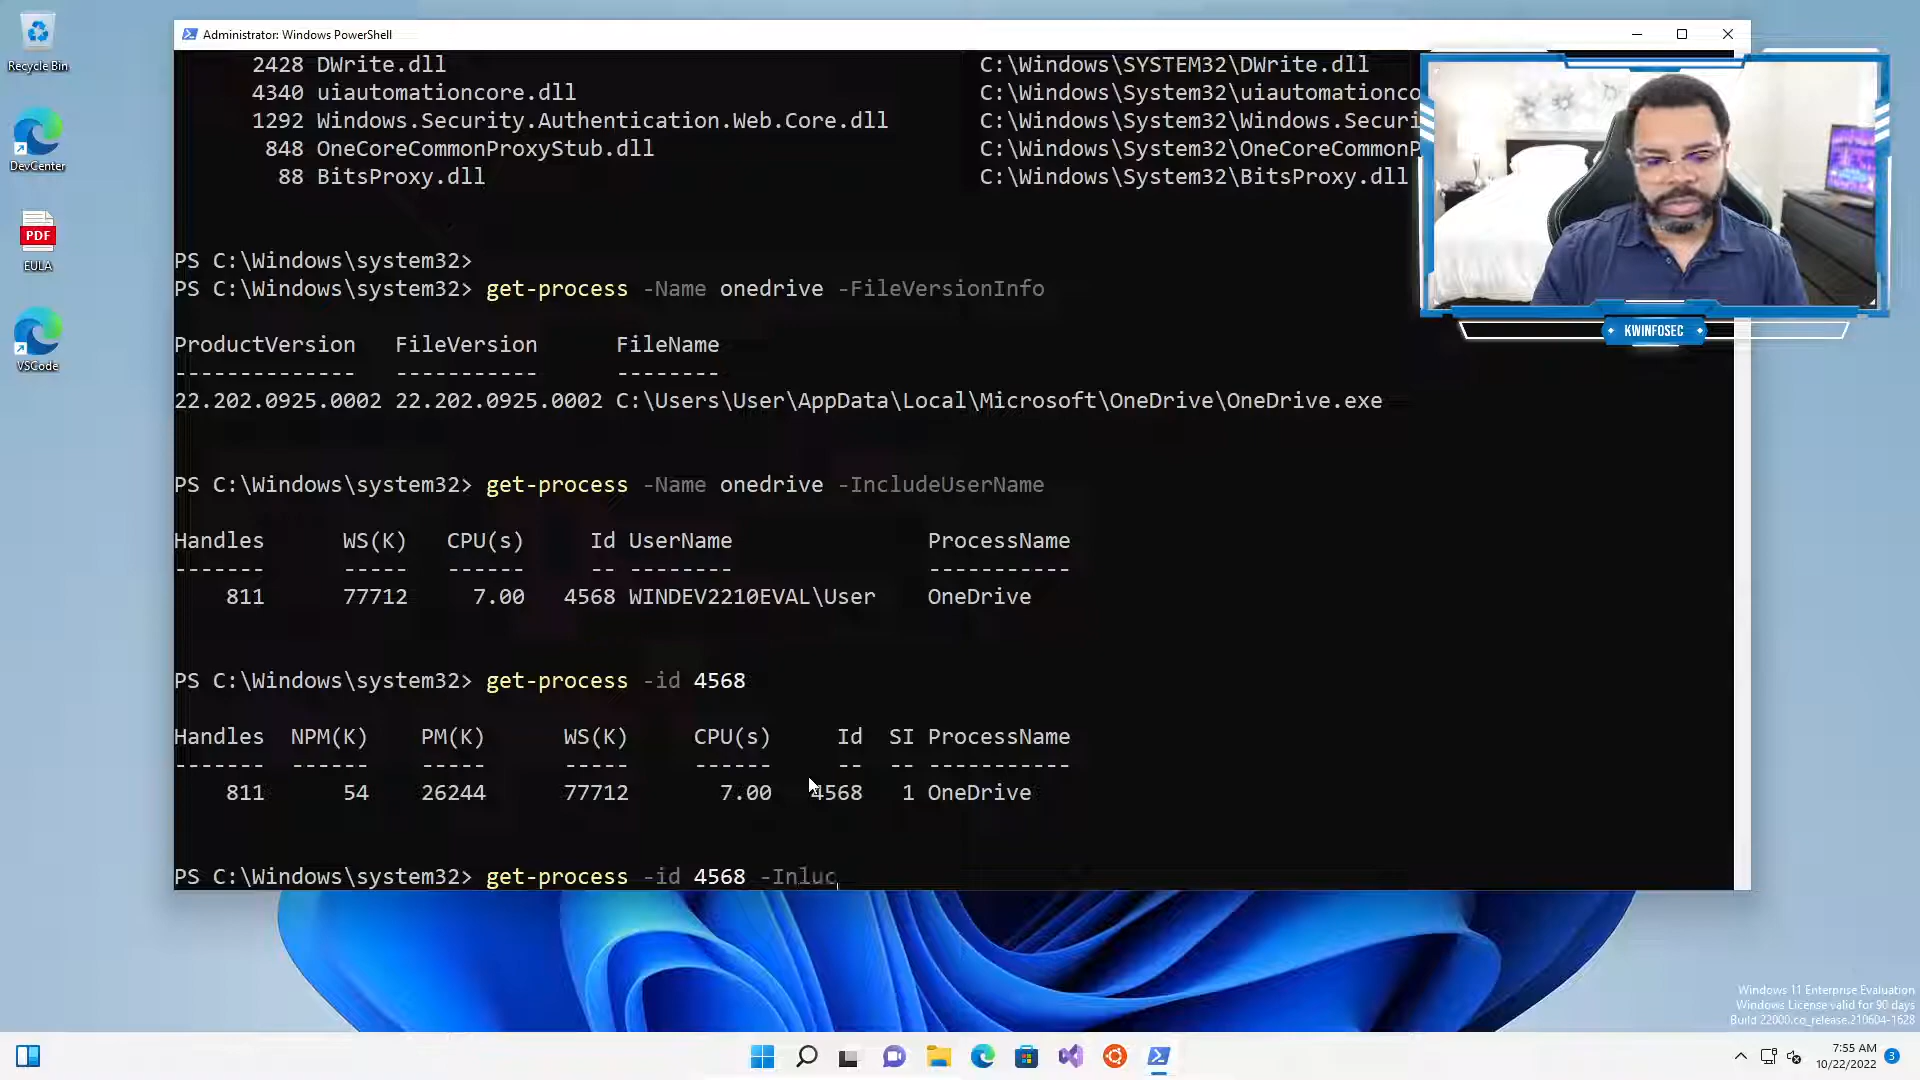 Administrator: Windows PowerShell
2428 DWrite.dll C:\Windows\SYSTEM32\DWrite.dll
4340 uiautomationcore.dll C:\Windows\System32\uiautomationco
1292 Windows.Security.Authentication.Web.Core.dll C:\Windows\System32\Windows.Securi
848 OneCoreCommonProxyStub.dll C:\Windows\System32\OneCoreCommonP
88 BitsProxy.dll C:\Windows\System32\BitsProxy.dll
PS C:\Windows\system32>
PS C:\Windows\system32> get-process -Name onedrive -FileVersionInfo
ProductVersion FileVersion FileName
-------------- ----------- --------
22.202.0925.0002 22.202.0925.0002 C:\Users\User\AppData\Local\Microsoft\OneDrive\OneDrive.exe
PS C:\Windows\system32> get-process -Name onedrive -IncludeUserName
Handles WS(K) CPU(s) Id UserName ProcessName
------- ----- ------ -- -------- -----------
811 77712 7.00 4568 WINDEV2210EVAL\User OneDrive
PS C:\Windows\system32> get-process -id 4568
Handles NPM(K) PM(K) WS(K) CPU(s) Id SI ProcessName
------- ------ ----- ----- ------ -- -- -----------
811 54 26244 77712 7.00 4568 1 OneDrive
PS C:\Windows\system32> get-process -id 4568 -Inluc
Recycle Bin
DevCenter
PDF
EULA
VSCode
KWINFOSEC
Windows 11 Enterprise Evaluation
Windows License valid for 90 days
Build 22000.co_release.210604-1628
7:55 AM
10/22/2022
3